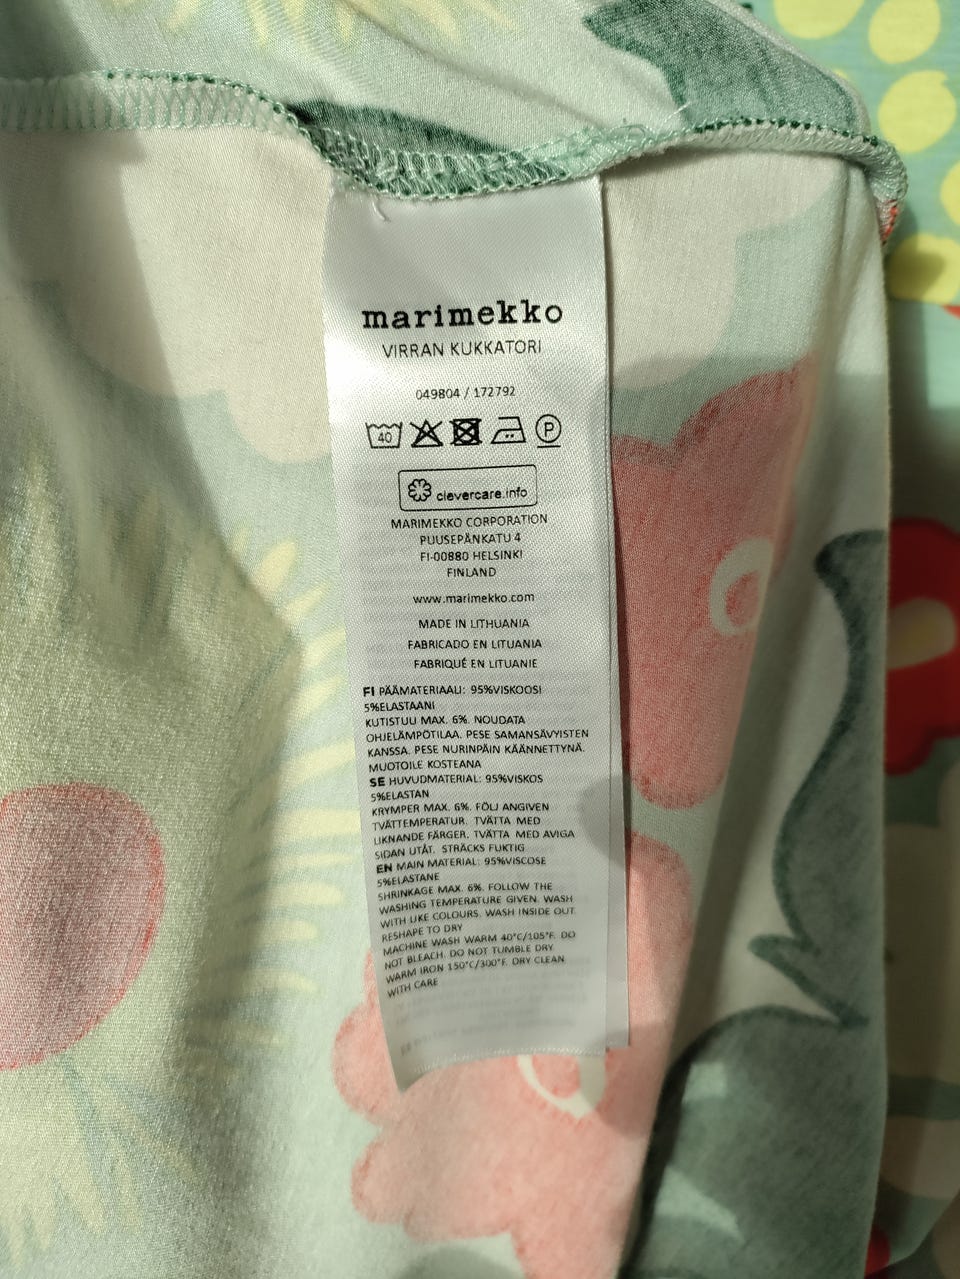 marimekko
VIRRAN KUKKATORI
049804 / 172792
40 P
clevercare.info
MARIMEKKO CORPORATION
PUUSEPÄNKATU 4
FI-00880 HELSINKI
FINLAND
www.marimekko.com
MADE IN LITHUANIA
FABRICADO EN LITUANIA
FABRIQUÉ EN LITUANIE
FI PÄÄMATERIAALI: 95%VISKOOSI
5%ELASTAANI
KUTISTUU MAX. 6%. NOUDATA
OHJELÄMPÖTILAA. PESE SAMANSÄVYISTEN
KANSSA. PESE NURINPÄIN KÄÄNNETTYNÄ.
MUOTOILE KOSTEANA
SE HUVUDMATERIAL: 95%VISKOS
5%ELASTAN
KRYMPER MAX. 6%. FÖLJ ANGIVEN
TVÄTTEMPERATUR. TVÄTTA MED
LIKNANDE FÄRGER. TVÄTTA MED AVIGA
SIDAN UTÅT. STRÄCKS FUKTIG
EN MAIN MATERIAL: 95%VISCOSE
5%ELASTANE
SHRINKAGE MAX. 6%. FOLLOW THE
WASHING TEMPERATURE GIVEN. WASH
WITH LIKE COLOURS. WASH INSIDE OUT.
RESHAPE TO DRY
MACHINE WASH WARM 40°C/105°F. DO
NOT BLEACH. DO NOT TUMBLE DRY.
WARM IRON 150°C/300°F. DRY CLEAN
WITH CARE